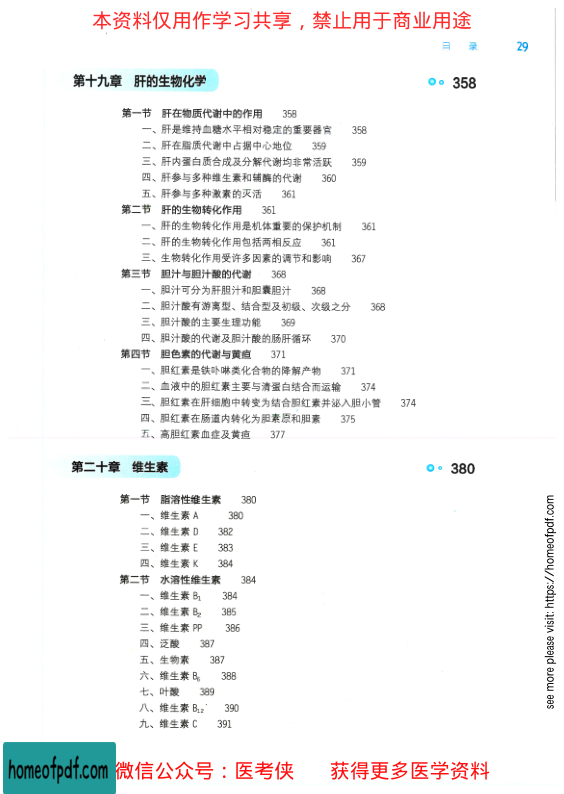 本资料仅用作学习共享，禁止用于商业用途
目 录 29
第十九章 肝的生物化学 358
第一节 肝在物质代谢中的作用 358
一、肝是维持血糖水平相对稳定的重要器官 358
二、肝在脂质代谢中占据中心地位 359
三、肝内蛋白质合成及分解代谢均非常活跃 359
四、肝参与多种维生素和辅酶的代谢 360
五、肝参与多种激素的灭活 361
第二节 肝的生物转化作用 361
一、肝的生物转化作用是机体重要的保护机制 361
二、肝的生物转化作用包括两相反应 361
三、生物转化作用受许多因素的调节和影响 367
第三节 胆汁与胆汁酸的代谢 368
一、胆汁可分为肝胆汁和胆囊胆汁 368
二、胆汁酸有游离型、结合型及初级、次级之分 368
三、胆汁酸的主要生理功能 369
四、胆汁酸的代谢及胆汁酸的肠肝循环 370
第四节 胆色素的代谢与黄疸 371
一、胆红素是铁卟啉类化合物的降解产物 371
二、血液中的胆红素主要与清蛋白结合而运输 374
三、胆红素在肝细胞中转变为结合胆红素并泌入胆小管 374
四、胆红素在肠道内转化为胆素原和胆素 375
五、高胆红素血症及黄疸 377
第二十章 维生素 380
第一节 脂溶性维生素 380
一、维生素 A 380
二、维生素 D 382
三、维生素 E 383
四、维生素 K 384
第二节 水溶性维生素 384
一、维生素 B₁ 384
二、维生素 B₂ 385
三、维生素 PP 386
四、泛酸 387
五、生物素 387
六、维生素 B₆ 388
七、叶酸 389
八、维生素 B₁₂ 390
九、维生素 C 391
see more please visit: https://homeofpdf.com
homeofpdf.com
微信公众号：医考侠 获得更多医学资料